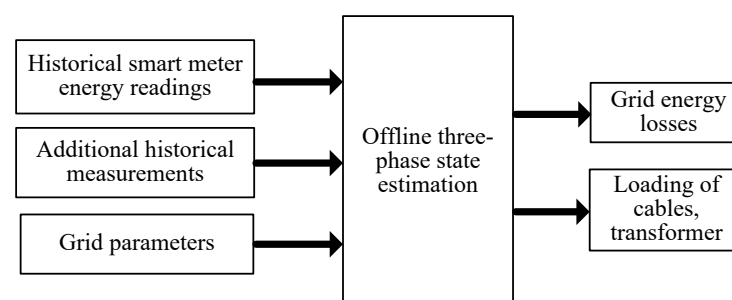 Historical smart meter
energy readings
Additional historical
measurements
Grid parameters
Offline three-
phase state
estimation
Grid energy
losses
Loading of
cables,
transformer